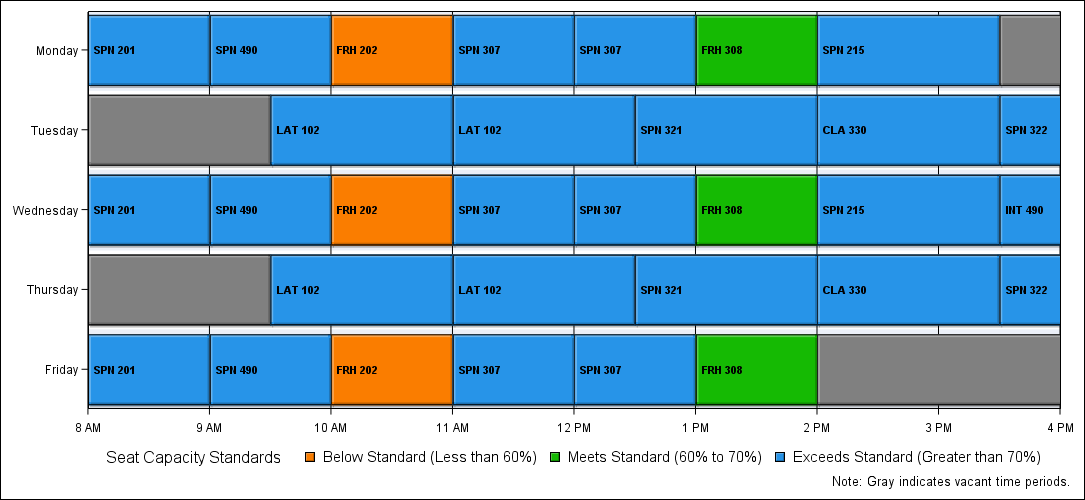 Monday SPN 201 SPN 490 FRH 202 SPN 307 SPN 307 FRH 308 SPN 215
Tuesday LAT 102 LAT 102 SPN 321 CLA 330 SPN 322
Wednesday SPN 201 SPN 490 FRH 202 SPN 307 SPN 307 FRH 308 SPN 215 INT 490
Thursday LAT 102 LAT 102 SPN 321 CLA 330 SPN 322
Friday SPN 201 SPN 490 FRH 202 SPN 307 SPN 307 FRH 308
8 AM 9 AM 10 AM 11 AM 12 PM 1 PM 2 PM 3 PM 4 PM
Seat Capacity Standards Below Standard (Less than 60%) Meets Standard (60% to 70%) Exceeds Standard (Greater than 70%)
Note: Gray indicates vacant time periods.